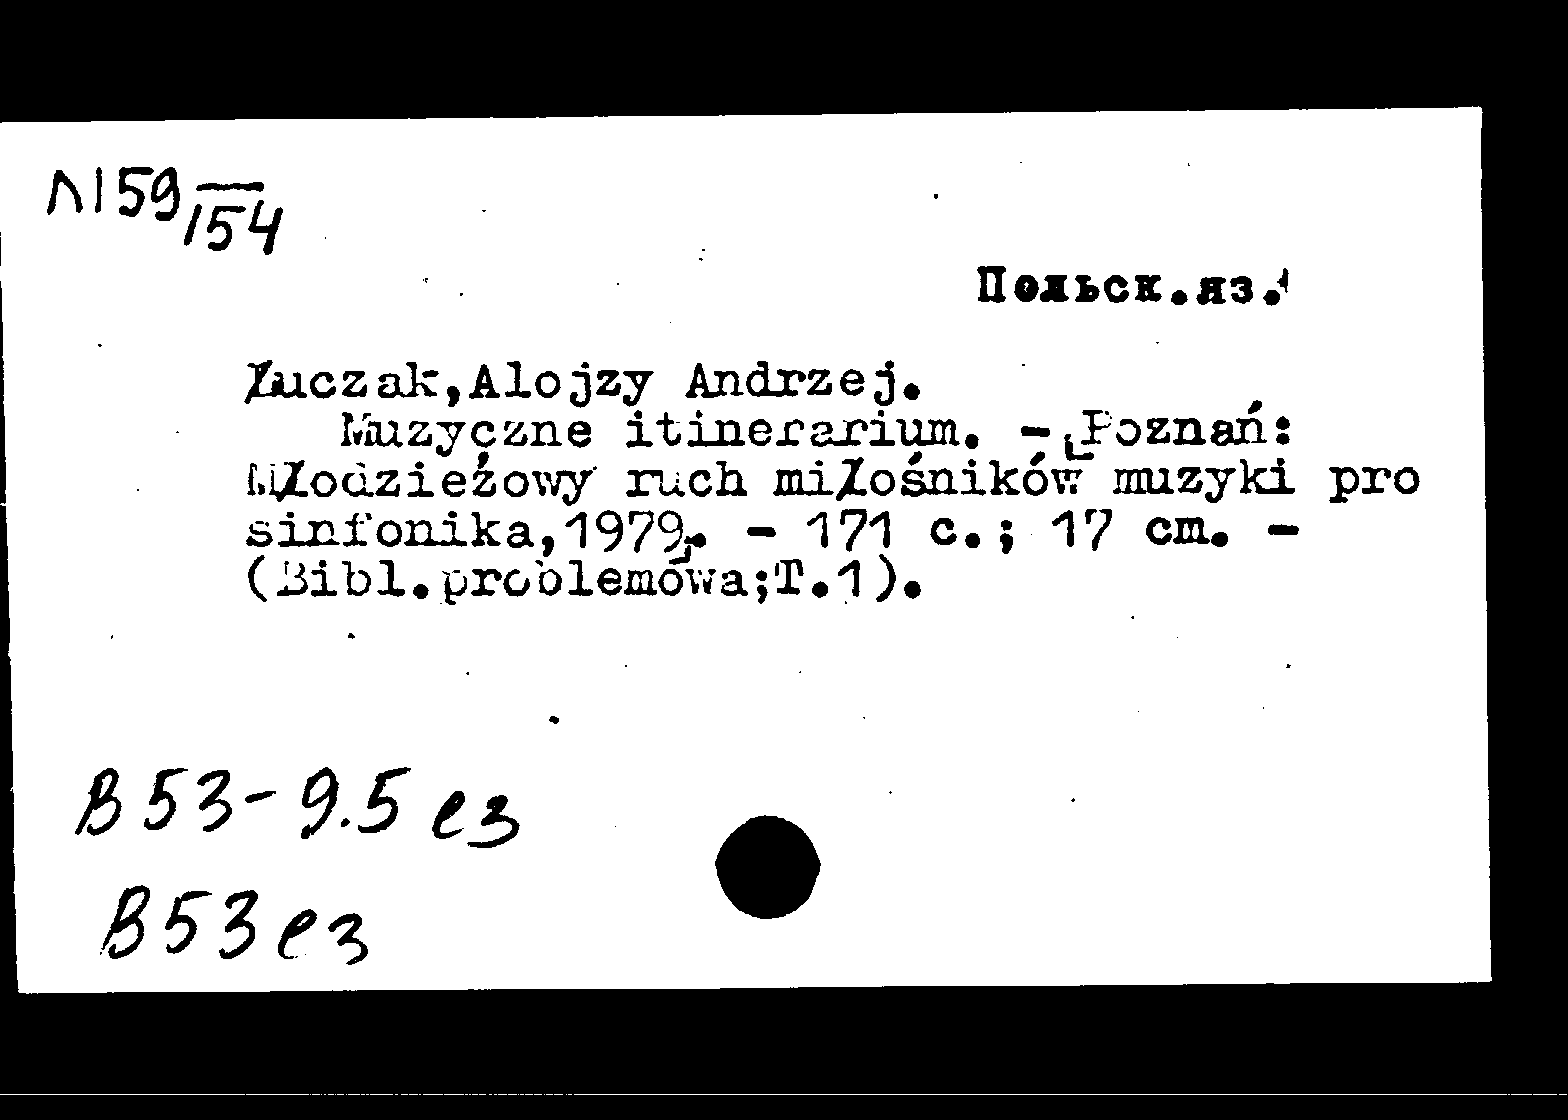 Л159/154
Польск.яз.
Łuczak,Alojzy Andrzej.
Muzyczne itinerarium. - [Poznań:
Młodzieżowy ruch miłośników muzyki pro
sinfonika,1979]. - 171 c.; 17 cm. -
(Bibl.problemowa;T.1).
В53-9.5 ез
В53 ез